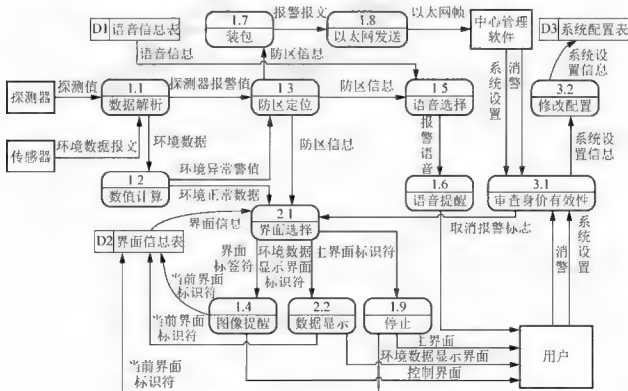 1.7
装包
报警报文
1.8
以太网发送
以太网帧
中心管理
软件
D1
语音信息表
D3
系统配置表
语音信息
防区信息
系统
设置信息
探测器
探测值
1.1
数据解析
探测器报警值
1.3
防区定位
防区信息
1.5
语音选择
系统设置
消警
3.2
修改配置
传感器
环境数据报文
环境数据
防区信息
报警语音
系统
设置信息
1.2
数值计算
环境异常警值
环境正常数据
1.6
语音提醒
3.1
审查身价有效性
D2
界面信息表
界面信息
2.1
界面选择
取消报警标志
界面
标签符
环境数据
显示界面
标识符
主界面标识符
消警
系统设置
当前界面
标识符
1.4
图像提醒
2.2
数据显示
1.9
停止
当前界面
标识符
主界面
环境数据显示界面
控制界面
用户
当前界面
标识符